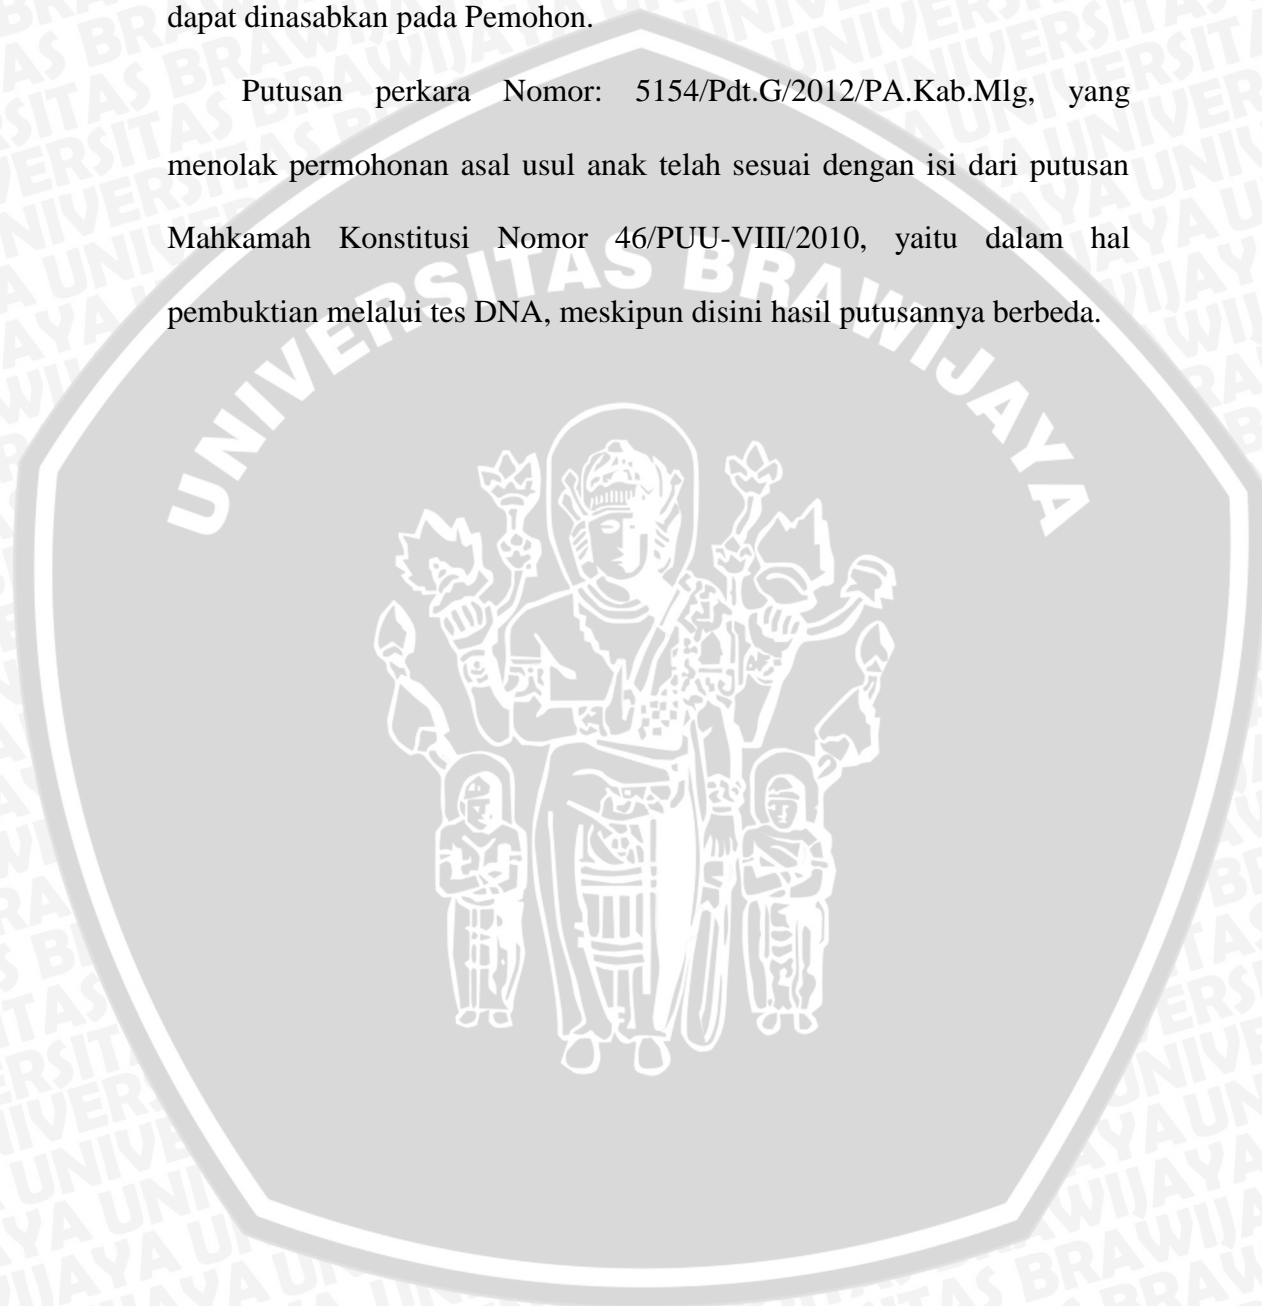 dapat dinasabkan pada Pemohon.
Putusan perkara Nomor: 5154/Pdt.G/2012/PA.Kab.Mlg, yang
menolak permohonan asal usul anak telah sesuai dengan isi dari putusan
Mahkamah Konstitusi Nomor 46/PUU-VIII/2010, yaitu dalam hal
pembuktian melalui tes DNA, meskipun disini hasil putusannya berbeda.
UNIVERSITAS BRAWIJAYA